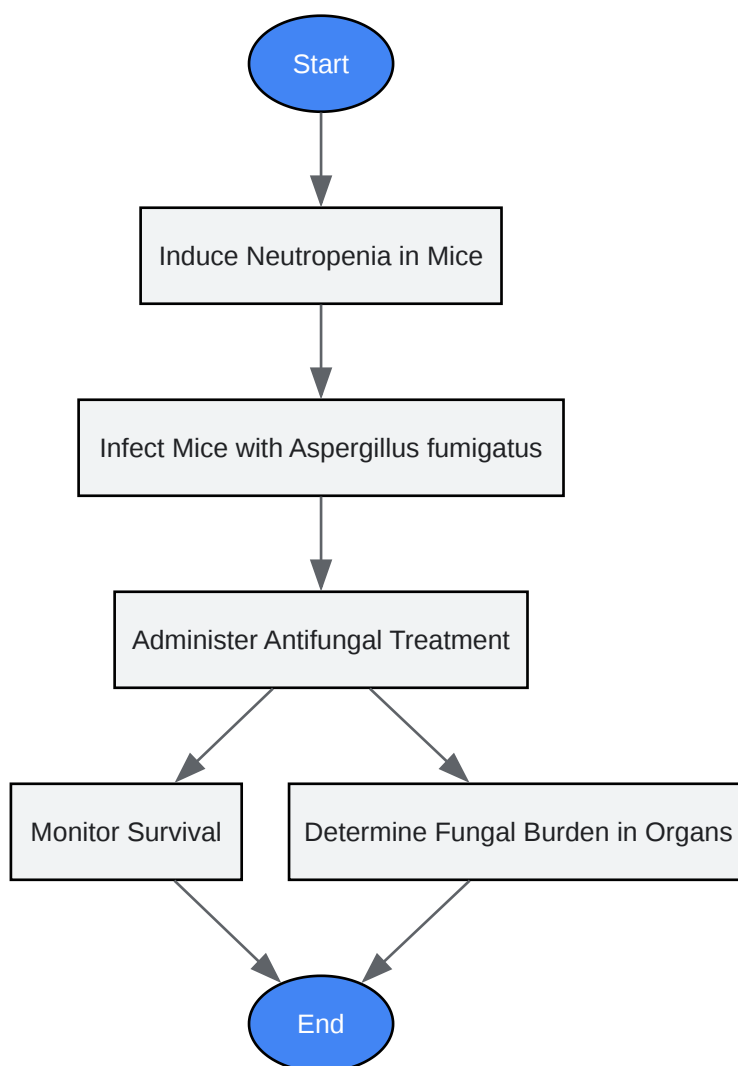 Start
Induce Neutropenia in Mice
Infect Mice with Aspergillus fumigatus
Administer Antifungal Treatment
Monitor Survival
Determine Fungal Burden in Organs
End